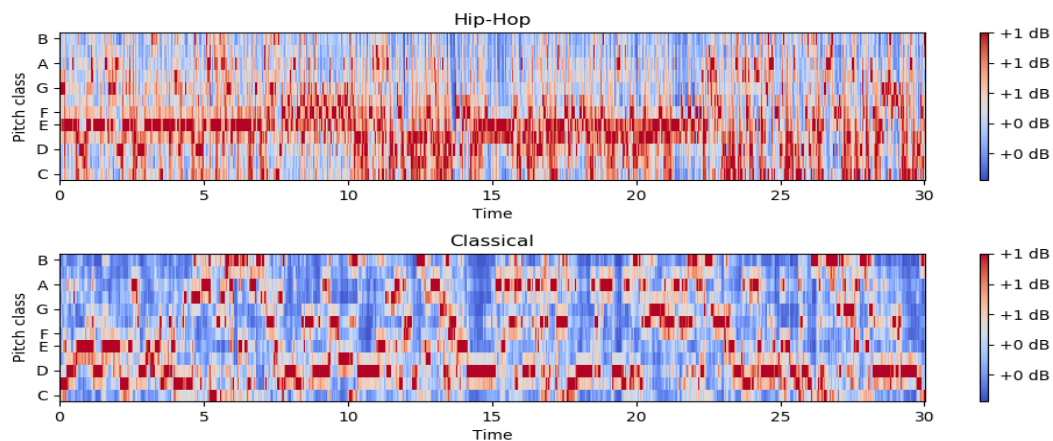 Hip-Hop
B
A
G
F
E
D
C
Pitch class
0 5 10 15 20 25 30
Time
+1 dB
+1 dB
+1 dB
+0 dB
+0 dB
Classical
B
A
G
F
E
D
C
Pitch class
0 5 10 15 20 25 30
Time
+1 dB
+1 dB
+1 dB
+0 dB
+0 dB